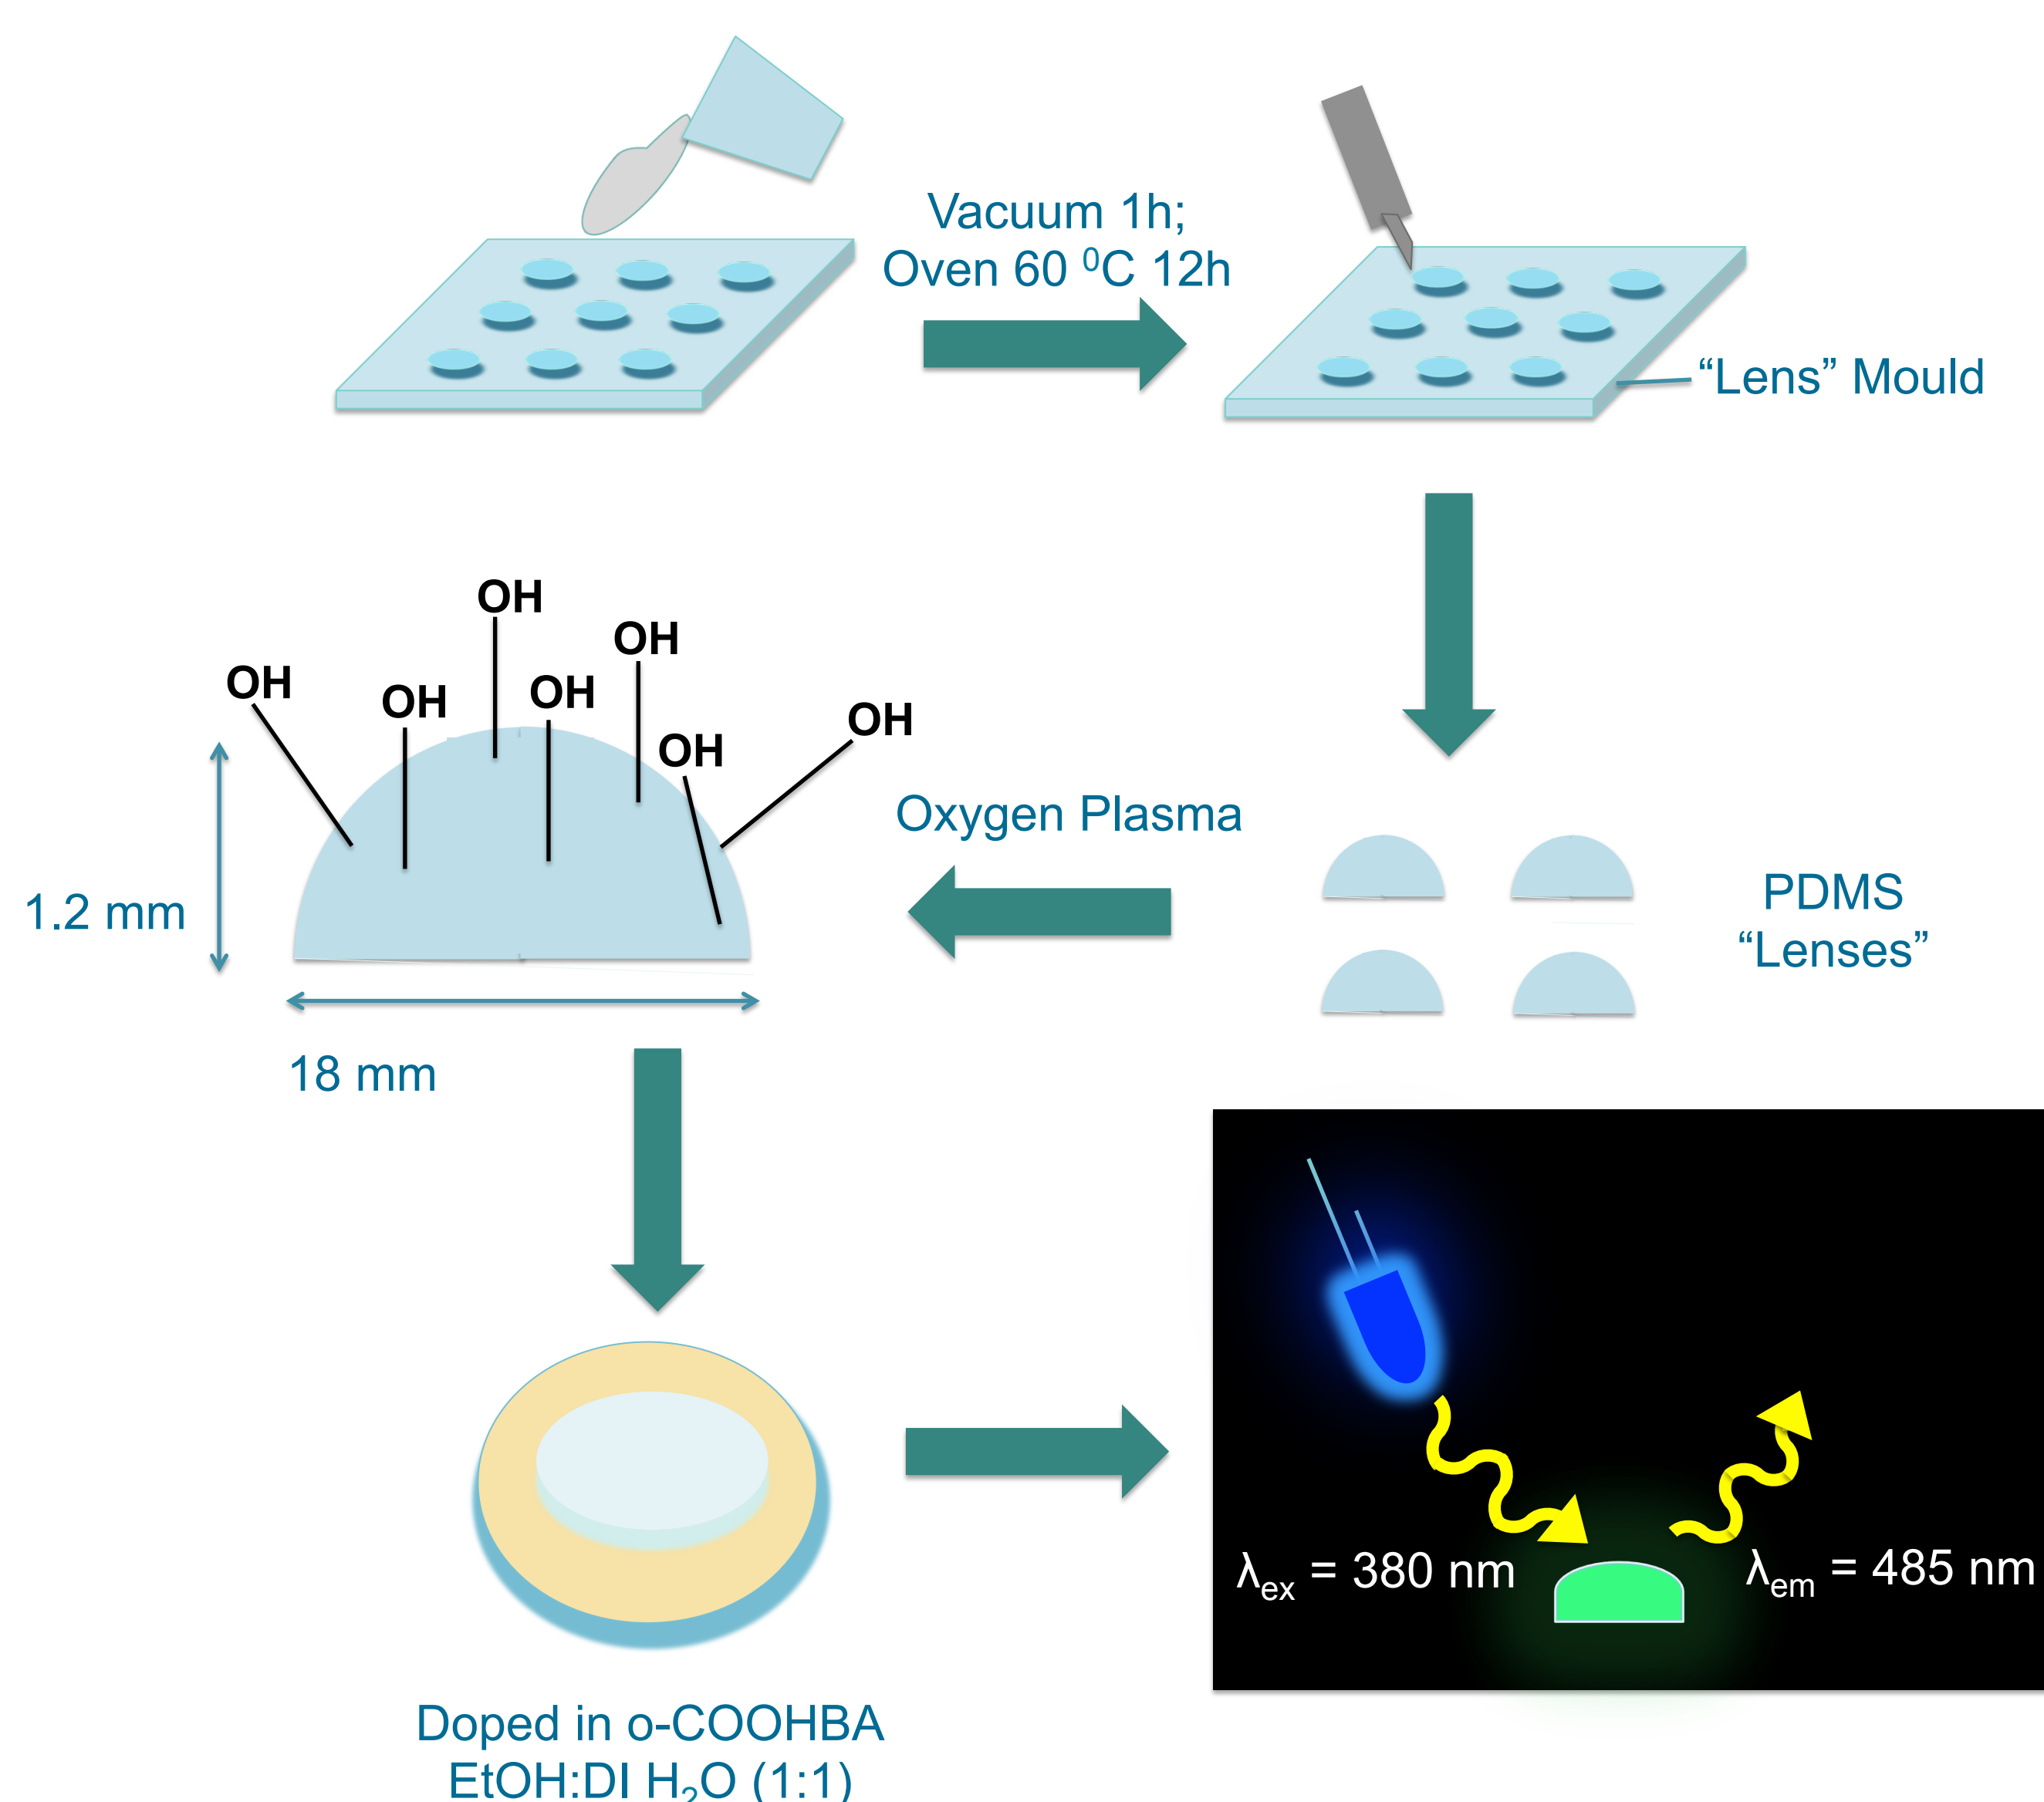 Vacuum 1h;
Oven 60 ⁰C 12h
“Lens” Mould
OH
OH
OH
OH
OH
OH
OH
1.2 mm
18 mm
Oxygen Plasma
PDMS
“Lenses”
λex = 380 nm
λem = 485 nm
Doped in o-COOHBA
EtOH:DI H₂O (1:1)